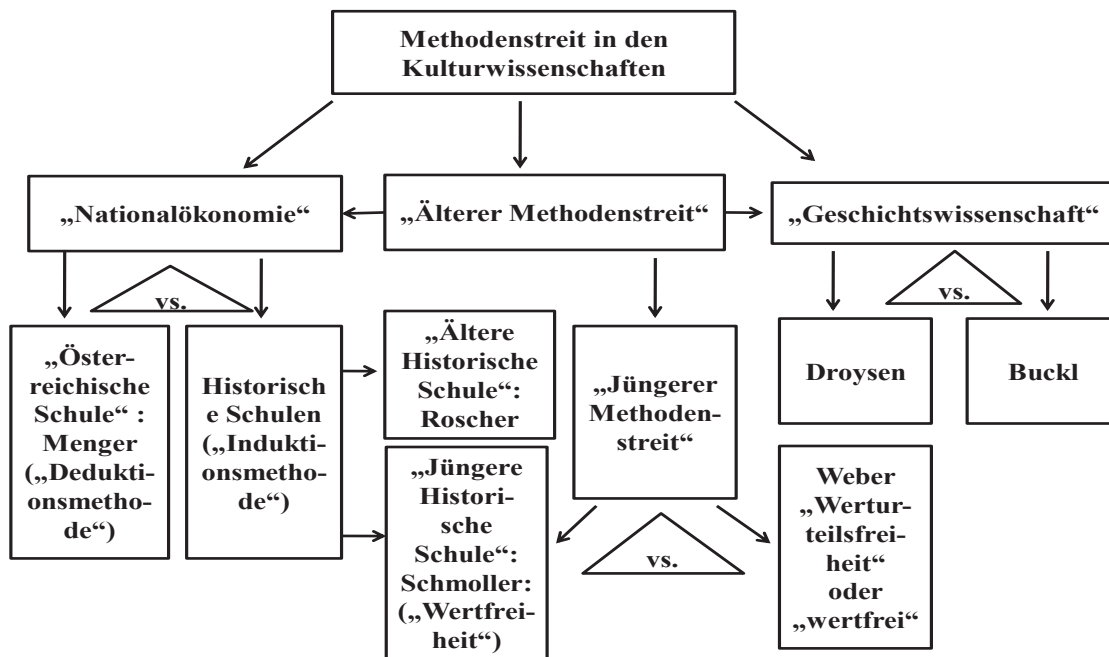 Methodenstreit in den
Kulturwissenschaften
„Nationalökonomie“
„Älterer Methodenstreit“
„Geschichtswissenschaft“
vs.
vs.
„Öster-
reichische
Schule“ :
Menger
(„Dedukti-
onsmetho-
de“)
Historisch
e Schulen
(„Indukti-
onsmetho-
de“)
„Ältere
Historische
Schule“:
Roscher
„Jüngerer
Methoden-
streit“
Droysen
Buckl
„Jüngere
Histori-
sche
Schule“:
Schmoller:
(„Wertfrei-
heit“)
vs.
Weber
„Wertur-
teilsfrei-
heit“
oder
„wertfrei“